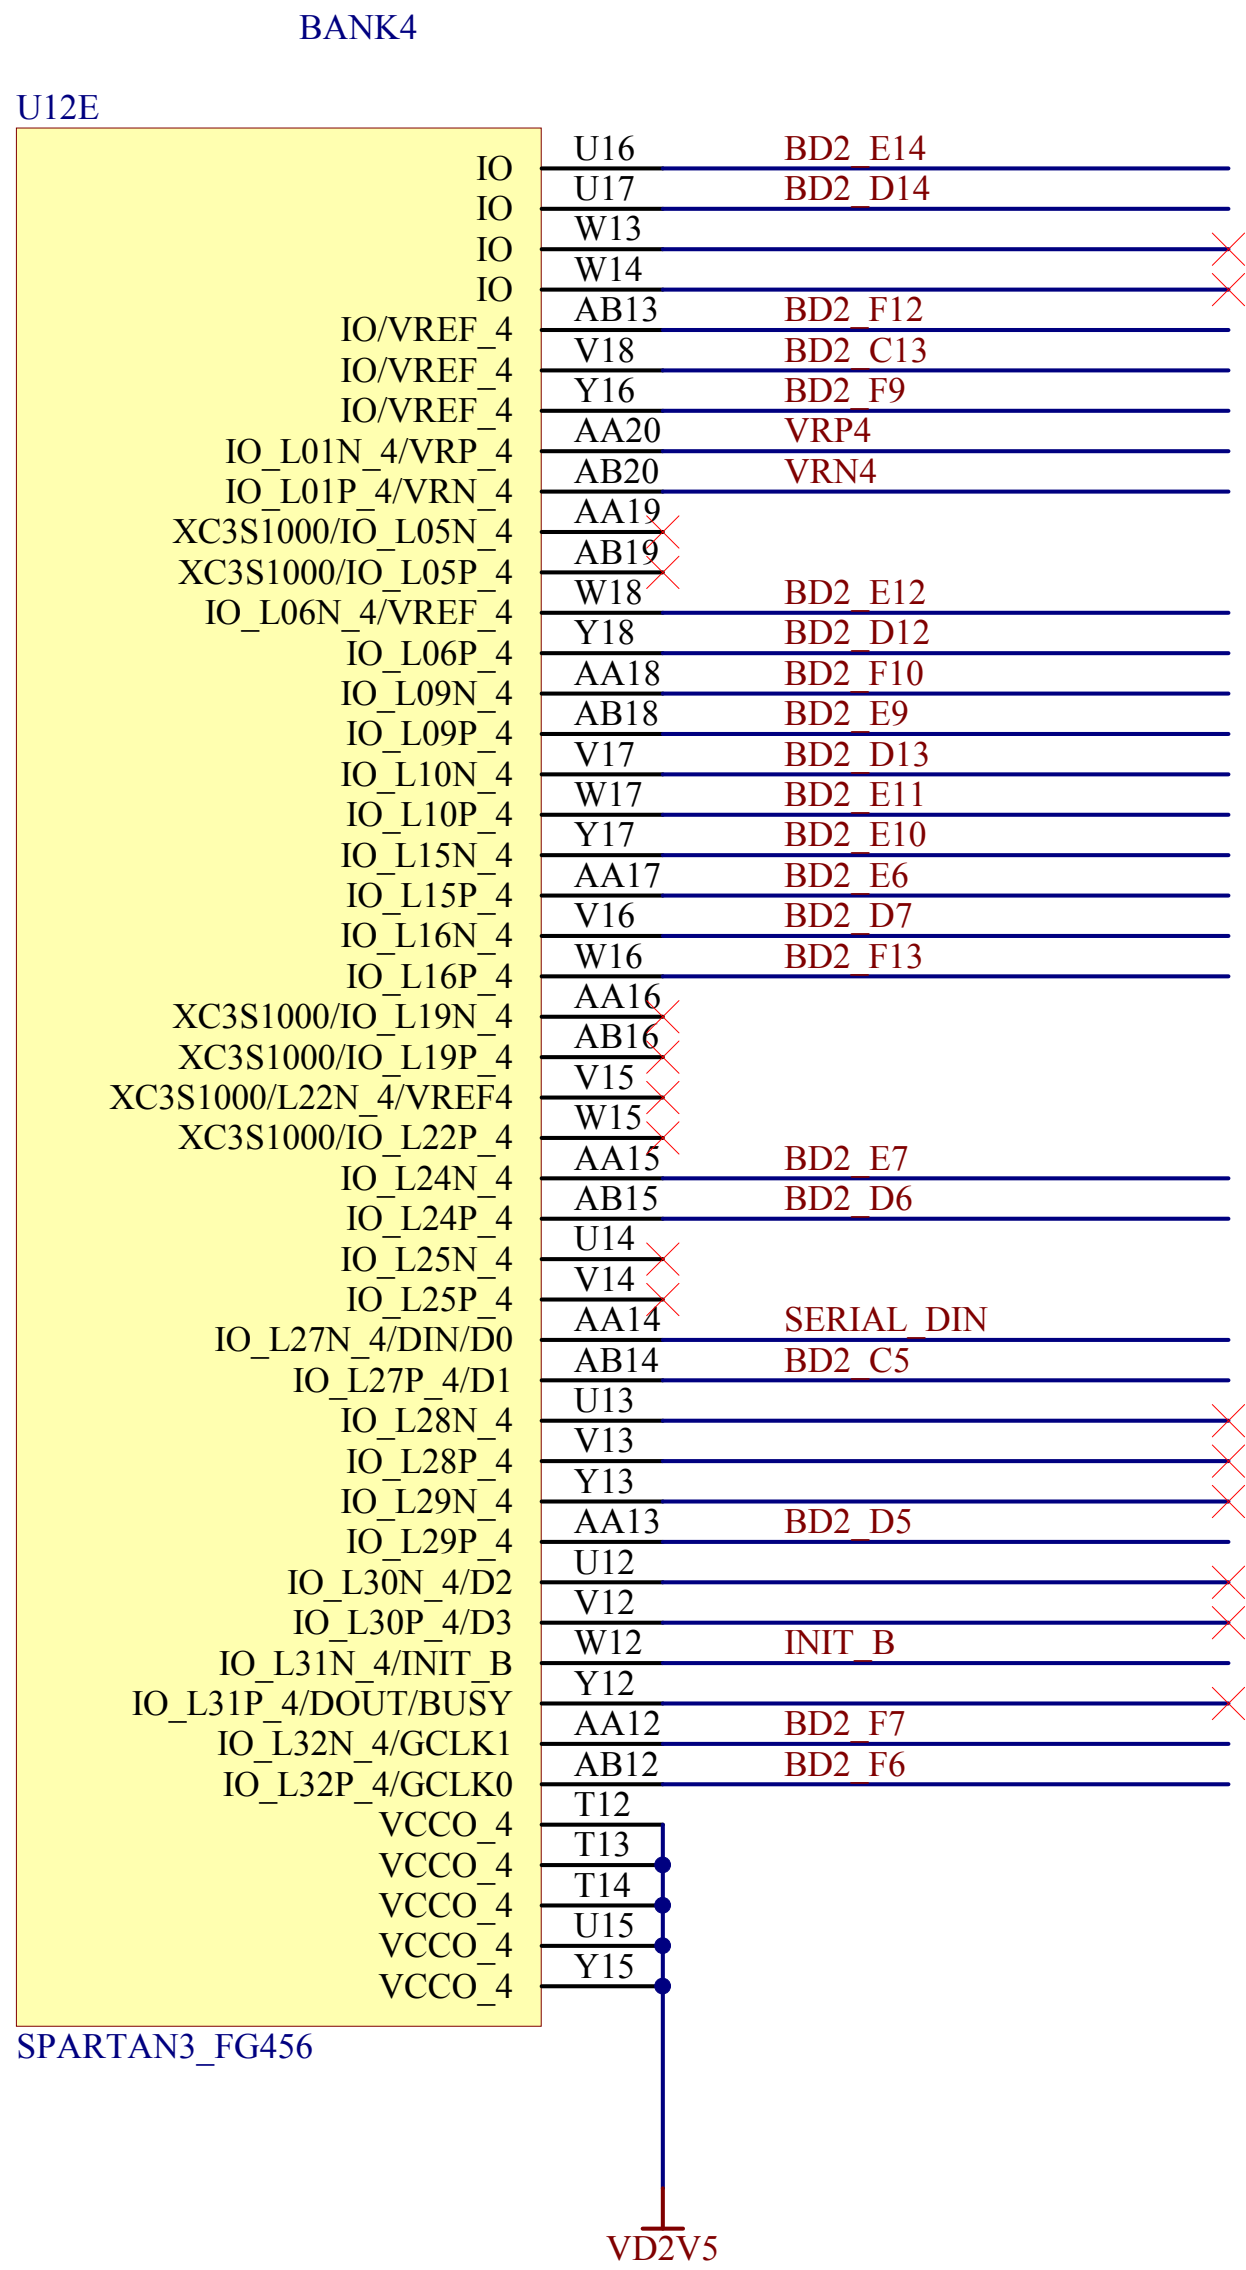 BANK4
U12E
IO U16 BD2_E14
IO U17 BD2_D14
IO W13
IO W14
IO/VREF_4 AB13 BD2_F12
IO/VREF_4 V18 BD2_C13
IO/VREF_4 Y16 BD2_F9
IO_L01N_4/VRP_4 AA20 VRP4
IO_L01P_4/VRN_4 AB20 VRN4
XC3S1000/IO_L05N_4 AA19
XC3S1000/IO_L05P_4 AB19
IO_L06N_4/VREF_4 W18 BD2_E12
IO_L06P_4 Y18 BD2_D12
IO_L09N_4 AA18 BD2_F10
IO_L09P_4 AB18 BD2_E9
IO_L10N_4 V17 BD2_D13
IO_L10P_4 W17 BD2_E11
IO_L15N_4 Y17 BD2_E10
IO_L15P_4 AA17 BD2_E6
IO_L16N_4 V16 BD2_D7
IO_L16P_4 W16 BD2_F13
XC3S1000/IO_L19N_4 AA16
XC3S1000/IO_L19P_4 AB16
XC3S1000/L22N_4/VREF4 V15
XC3S1000/IO_L22P_4 W15
IO_L24N_4 AA15 BD2_E7
IO_L24P_4 AB15 BD2_D6
IO_L25N_4 U14
IO_L25P_4 V14
IO_L27N_4/DIN/D0 AA14 SERIAL_DIN
IO_L27P_4/D1 AB14 BD2_C5
IO_L28N_4 U13
IO_L28P_4 V13
IO_L29N_4 Y13
IO_L29P_4 AA13 BD2_D5
IO_L30N_4/D2 U12
IO_L30P_4/D3 V12
IO_L31N_4/INIT_B W12 INIT_B
IO_L31P_4/DOUT/BUSY Y12
IO_L32N_4/GCLK1 AA12 BD2_F7
IO_L32P_4/GCLK0 AB12 BD2_F6
VCCO_4 T12
VCCO_4 T13
VCCO_4 T14
VCCO_4 U15
VCCO_4 Y15
SPARTAN3_FG456
VD2V5